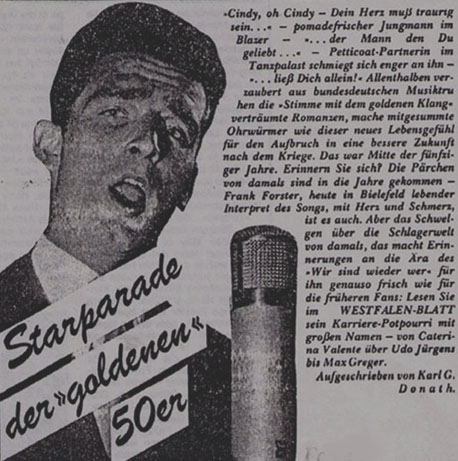 »Cindy, oh Cindy – Dein Herz muß traurig
sein...« – pomadefrischer Jungmann im
Blazer – »... der Mann den Du
geliebt ...« – Petticoat-Partnerin im
Tanzpalast schmiegt sich enger an ihn –
»... ließ Dich allein!« Allenthalben ver-
zaubert aus bundesdeutschen Musiktru
hen die »Stimme mit dem goldenen Klang«
verträumte Romanzen, mache mitgesummte
Ohrwürmer wie dieser neues Lebensgefühl
für den Aufbruch in eine bessere Zukunft
nach dem Kriege. Das war Mitte der fünfzi-
ger Jahre. Erinnern Sie sich? Die Pärchen
von damals sind in die Jahre gekommen –
Frank Forster, heute in Bielefeld lebender
Interpret des Songs, mit Herz und Schmerz,
ist es auch. Aber das Schwel-
gen über die Schlagerwelt
von damals, das macht Erin-
nerungen an die Ära des
»Wir sind wieder wer« für
ihn genauso frisch wie für
die früheren Fans: Lesen Sie
im WESTFALEN-BLATT
sein Karriere-Potpourri mit
großen Namen – von Cateri-
na Valente über Udo Jürgens
bis Max Greger.
Aufgeschrieben von Karl G.
Donath.
Starparade
der »goldenen«
50er